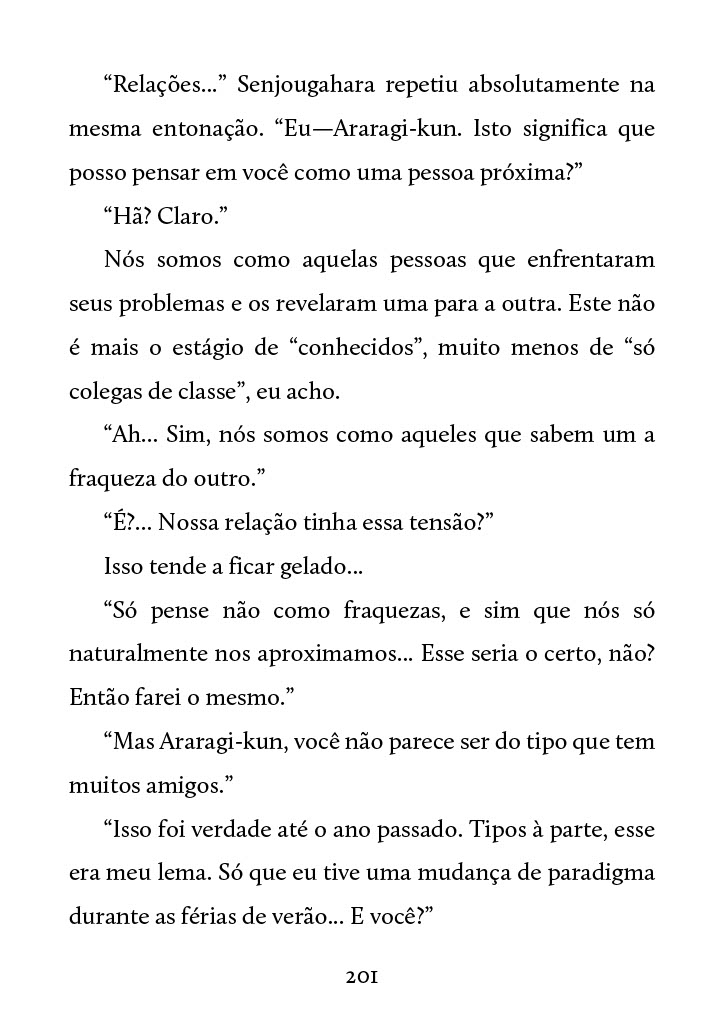 “Relações...” Senjougahara repetiu absolutamente na
mesma entonação. “Eu—Araragi-kun. Isto significa que
posso pensar em você como uma pessoa próxima?”
“Hã? Claro.”
Nós somos como aquelas pessoas que enfrentaram
seus problemas e os revelaram uma para a outra. Este não
é mais o estágio de “conhecidos”, muito menos de “só
colegas de classe”, eu acho.
“Ah... Sim, nós somos como aqueles que sabem um a
fraqueza do outro.”
“É?... Nossa relação tinha essa tensão?”
Isso tende a ficar gelado...
“Só pense não como fraquezas, e sim que nós só
naturalmente nos aproximamos... Esse seria o certo, não?
Então farei o mesmo.”
“Mas Araragi-kun, você não parece ser do tipo que tem
muitos amigos.”
“Isso foi verdade até o ano passado. Tipos à parte, esse
era meu lema. Só que eu tive uma mudança de paradigma
durante as férias de verão... E você?”
201